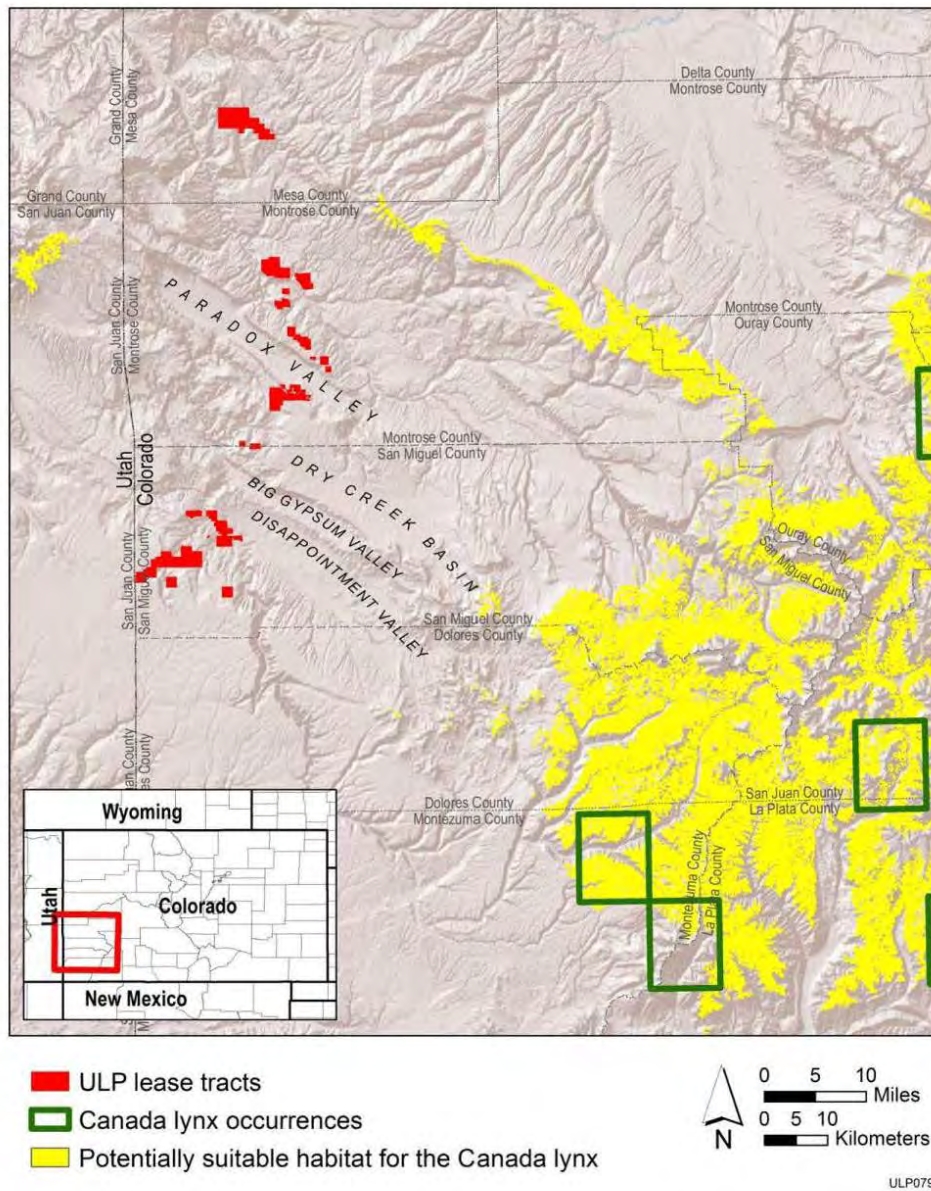 Delta County
Montrose County
Grand County
Mesa County
Grand County
San Juan County
Mesa County
Montrose County
San Juan County
Montrose County
PARADOX VALLEY
Montrose County
Ouray County
Montrose County
San Miguel County
Utah
Colorado
DRY CREEK BASIN
BIG GYPSUM VALLEY
DISAPPOINTMENT VALLEY
Ouray County
San Miguel County
San Juan County
San Miguel County
San Miguel County
Dolores County
San Juan County
La Plata County
Dolores County
Montezuma County
Montezuma County
La Plata County
Wyoming
Utah
Colorado
New Mexico
ULP lease tracts
Canada lynx occurrences
Potentially suitable habitat for the Canada lynx
N
0 5 10
Miles
0 5 10
Kilometers
ULP079